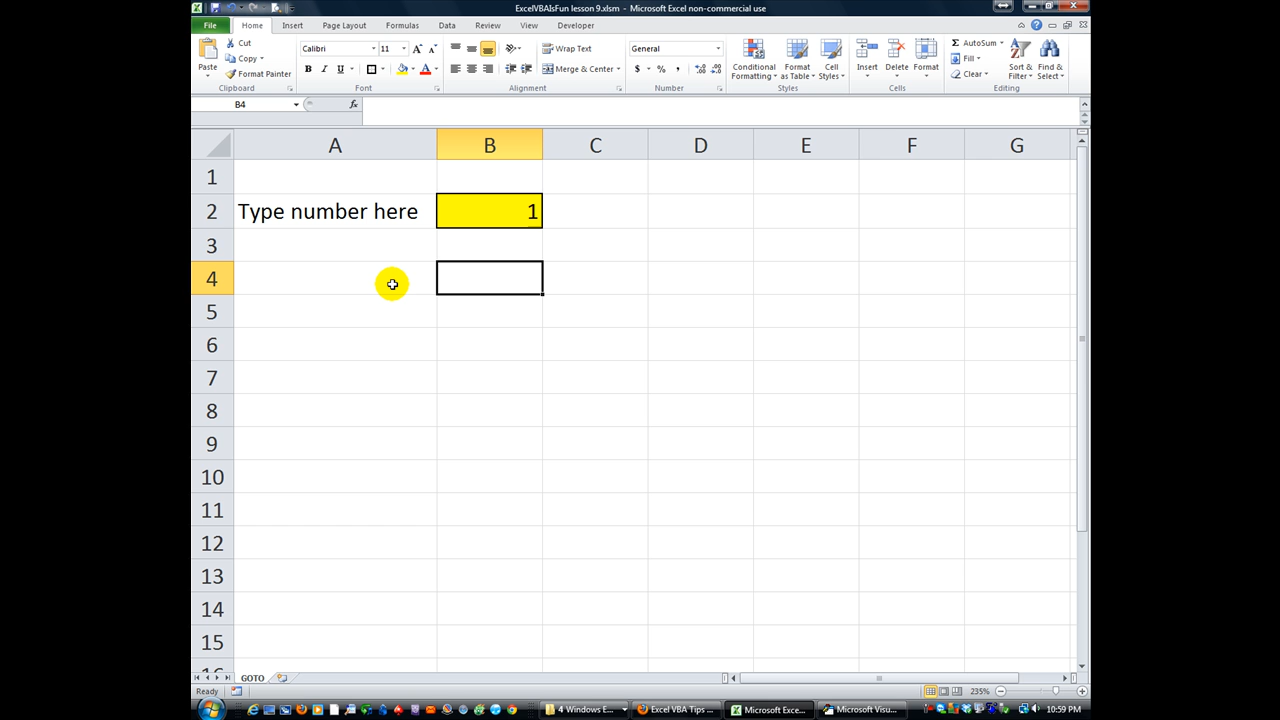 ExcelVBAIsFun lesson 9.xlsm - Microsoft Excel non-commercial use
File Home Insert Page Layout Formulas Data Review View Developer
Paste
Cut
Copy
Format Painter
Clipboard
Calibri 11
B I U
Font
Wrap Text
Merge & Center
Alignment
General
$ % ,
Number
Conditional Formatting
Format as Table
Cell Styles
Styles
Insert Delete Format
Cells
AutoSum
Fill
Clear
Sort & Filter
Find & Select
Editing
B4 fx
A B C D E F G
1
2 Type number here 1
3
4
5
6
7
8
9
10
11
12
13
14
15
16
GOTO
Ready 235%
4 Windows E... Excel VBA Tips ... Microsoft Exce... Microsoft Visu... 10:59 PM